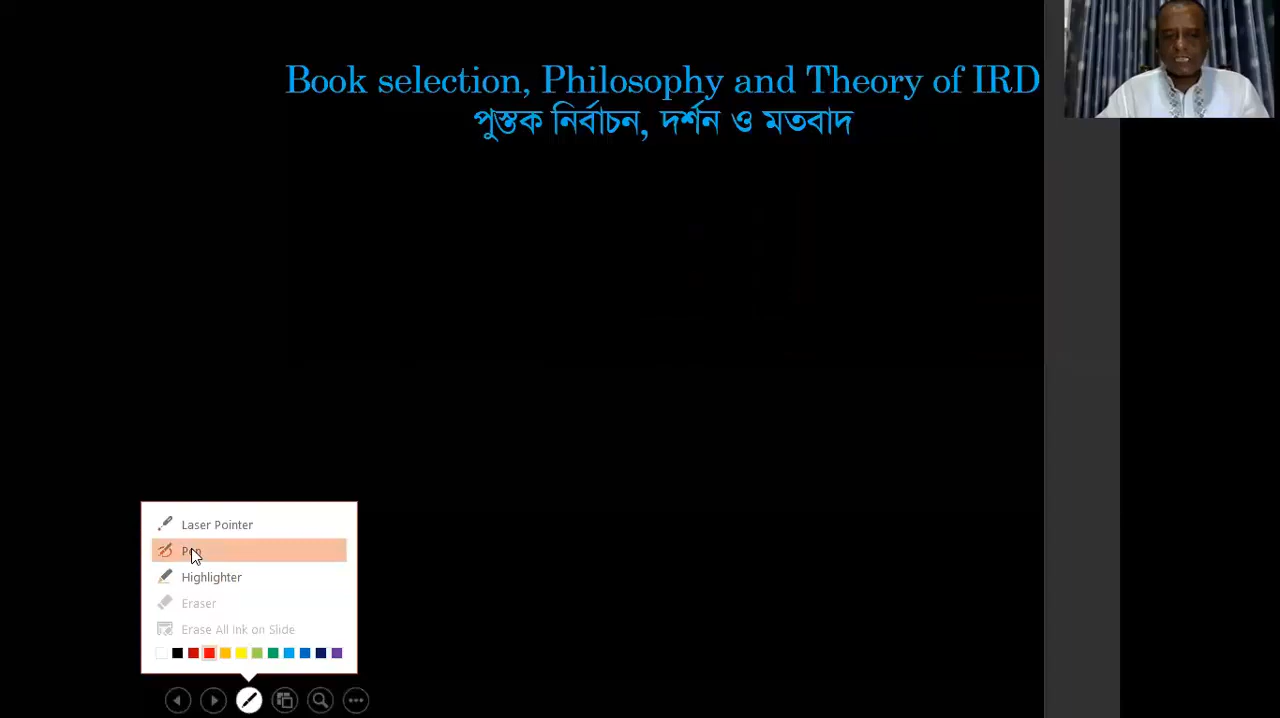 Book selection, Philosophy and Theory of IRD
পুস্তক নির্বাচন, দর্শন ও মতবাদ
Laser Pointer
Pen
Highlighter
Eraser
Erase All Ink on Slide